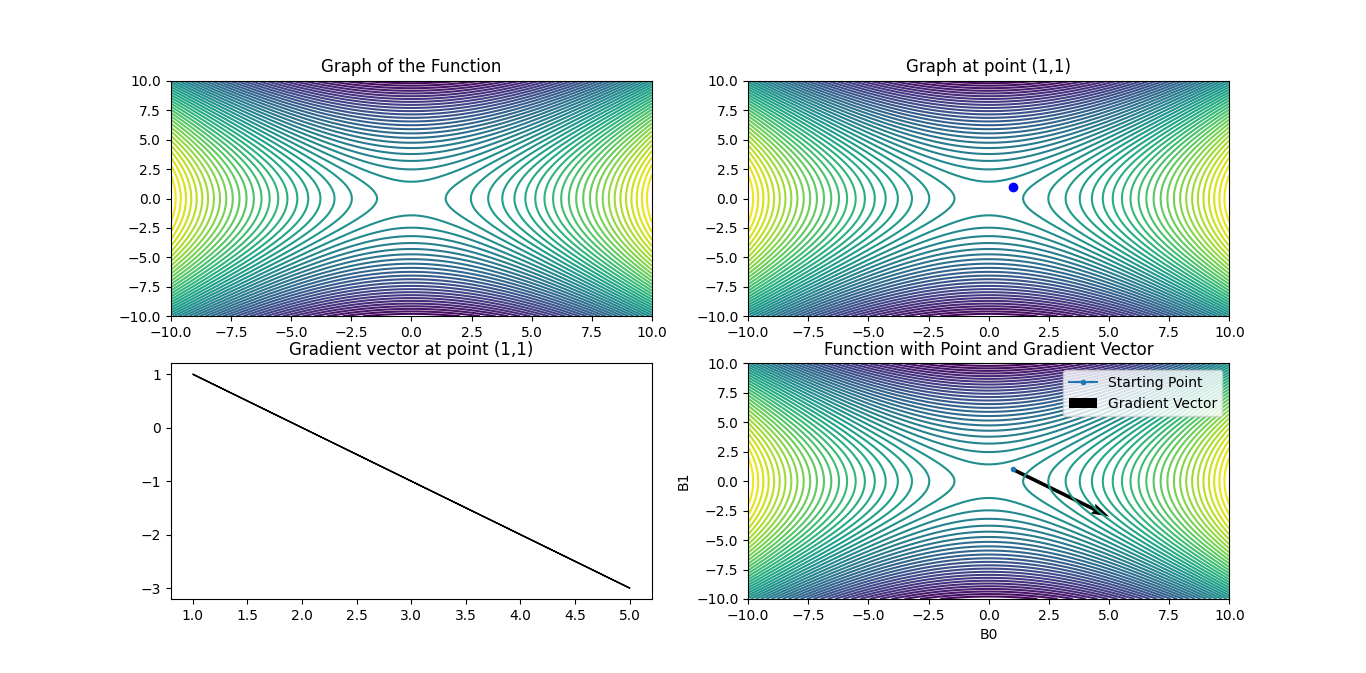 Graph of the Function
10.0
7.5
5.0
2.5
0.0
−2.5
−5.0
−7.5
−10.0
−10.0 −7.5 −5.0 −2.5 0.0 2.5 5.0 7.5 10.0
Graph at point (1,1)
10.0
7.5
5.0
2.5
0.0
−2.5
−5.0
−7.5
−10.0
−10.0 −7.5 −5.0 −2.5 0.0 2.5 5.0 7.5 10.0
Gradient vector at point (1,1)
1
0
−1
−2
−3
1.0 1.5 2.0 2.5 3.0 3.5 4.0 4.5 5.0
Function with Point and Gradient Vector
Starting Point
Gradient Vector
B1
10.0
7.5
5.0
2.5
0.0
−2.5
−5.0
−7.5
−10.0
−10.0 −7.5 −5.0 −2.5 0.0 2.5 5.0 7.5 10.0
B0